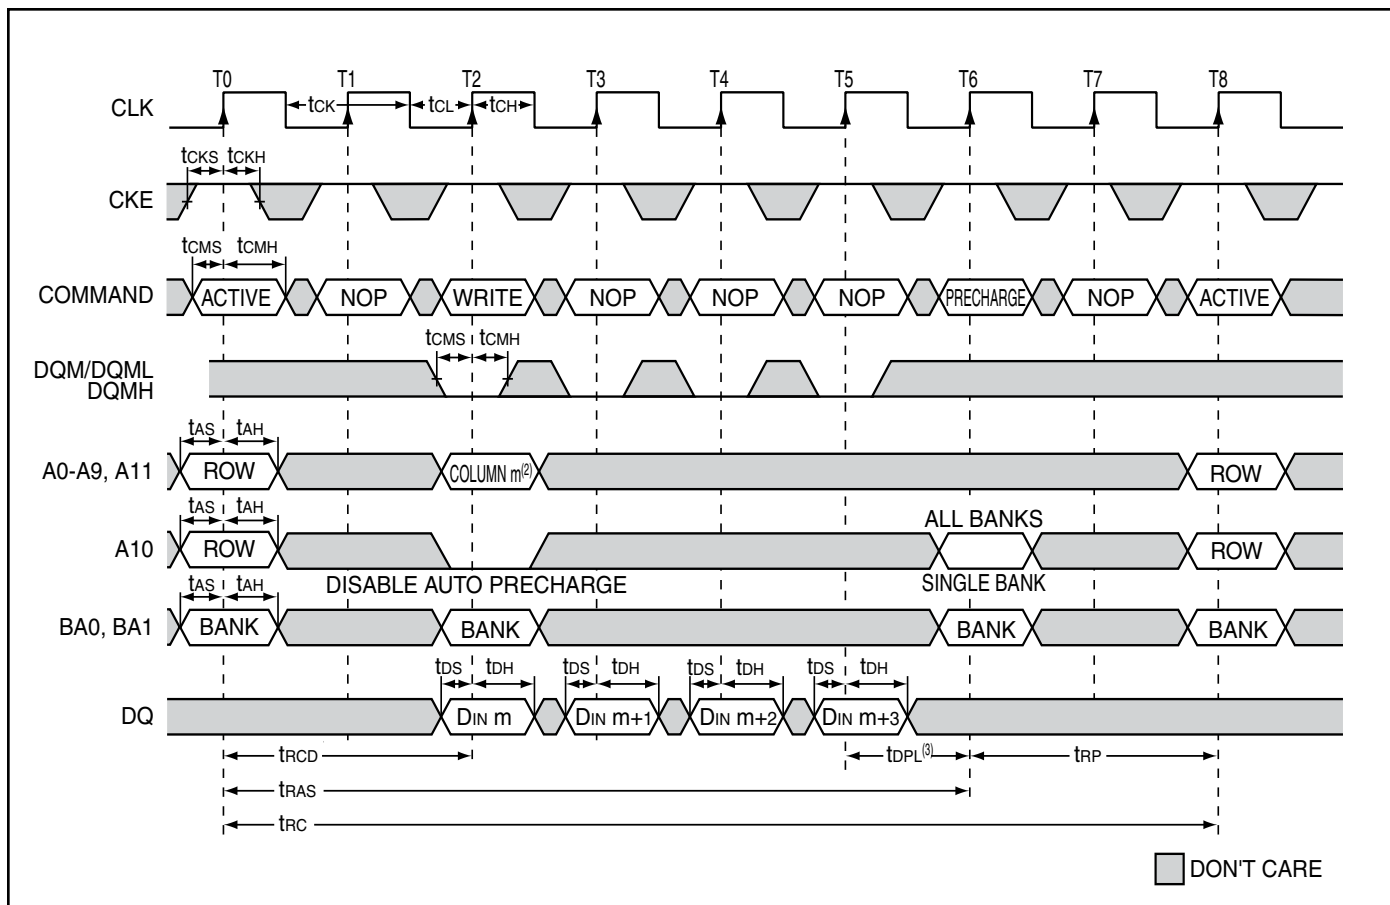 T0 T1 T2 T3 T4 T5 T6 T7 T8
CLK tCK tCL tCH
tCKS tCKH
CKE
tCMS tCMH
COMMAND ACTIVE NOP WRITE NOP NOP NOP PRECHARGE NOP ACTIVE
tCMS tCMH
DQM/DQML
DQMH
tAS tAH
A0-A9, A11 ROW COLUMN m(2) ROW
tAS tAH
ALL BANKS
A10 ROW ROW
DISABLE AUTO PRECHARGE SINGLE BANK
tAS tAH
BA0, BA1 BANK BANK BANK BANK
tDS tDH tDS tDH tDS tDH tDS tDH
DQ DIN m DIN m+1 DIN m+2 DIN m+3
tRCD tDPL(3) tRP
tRAS
tRC
DON'T CARE